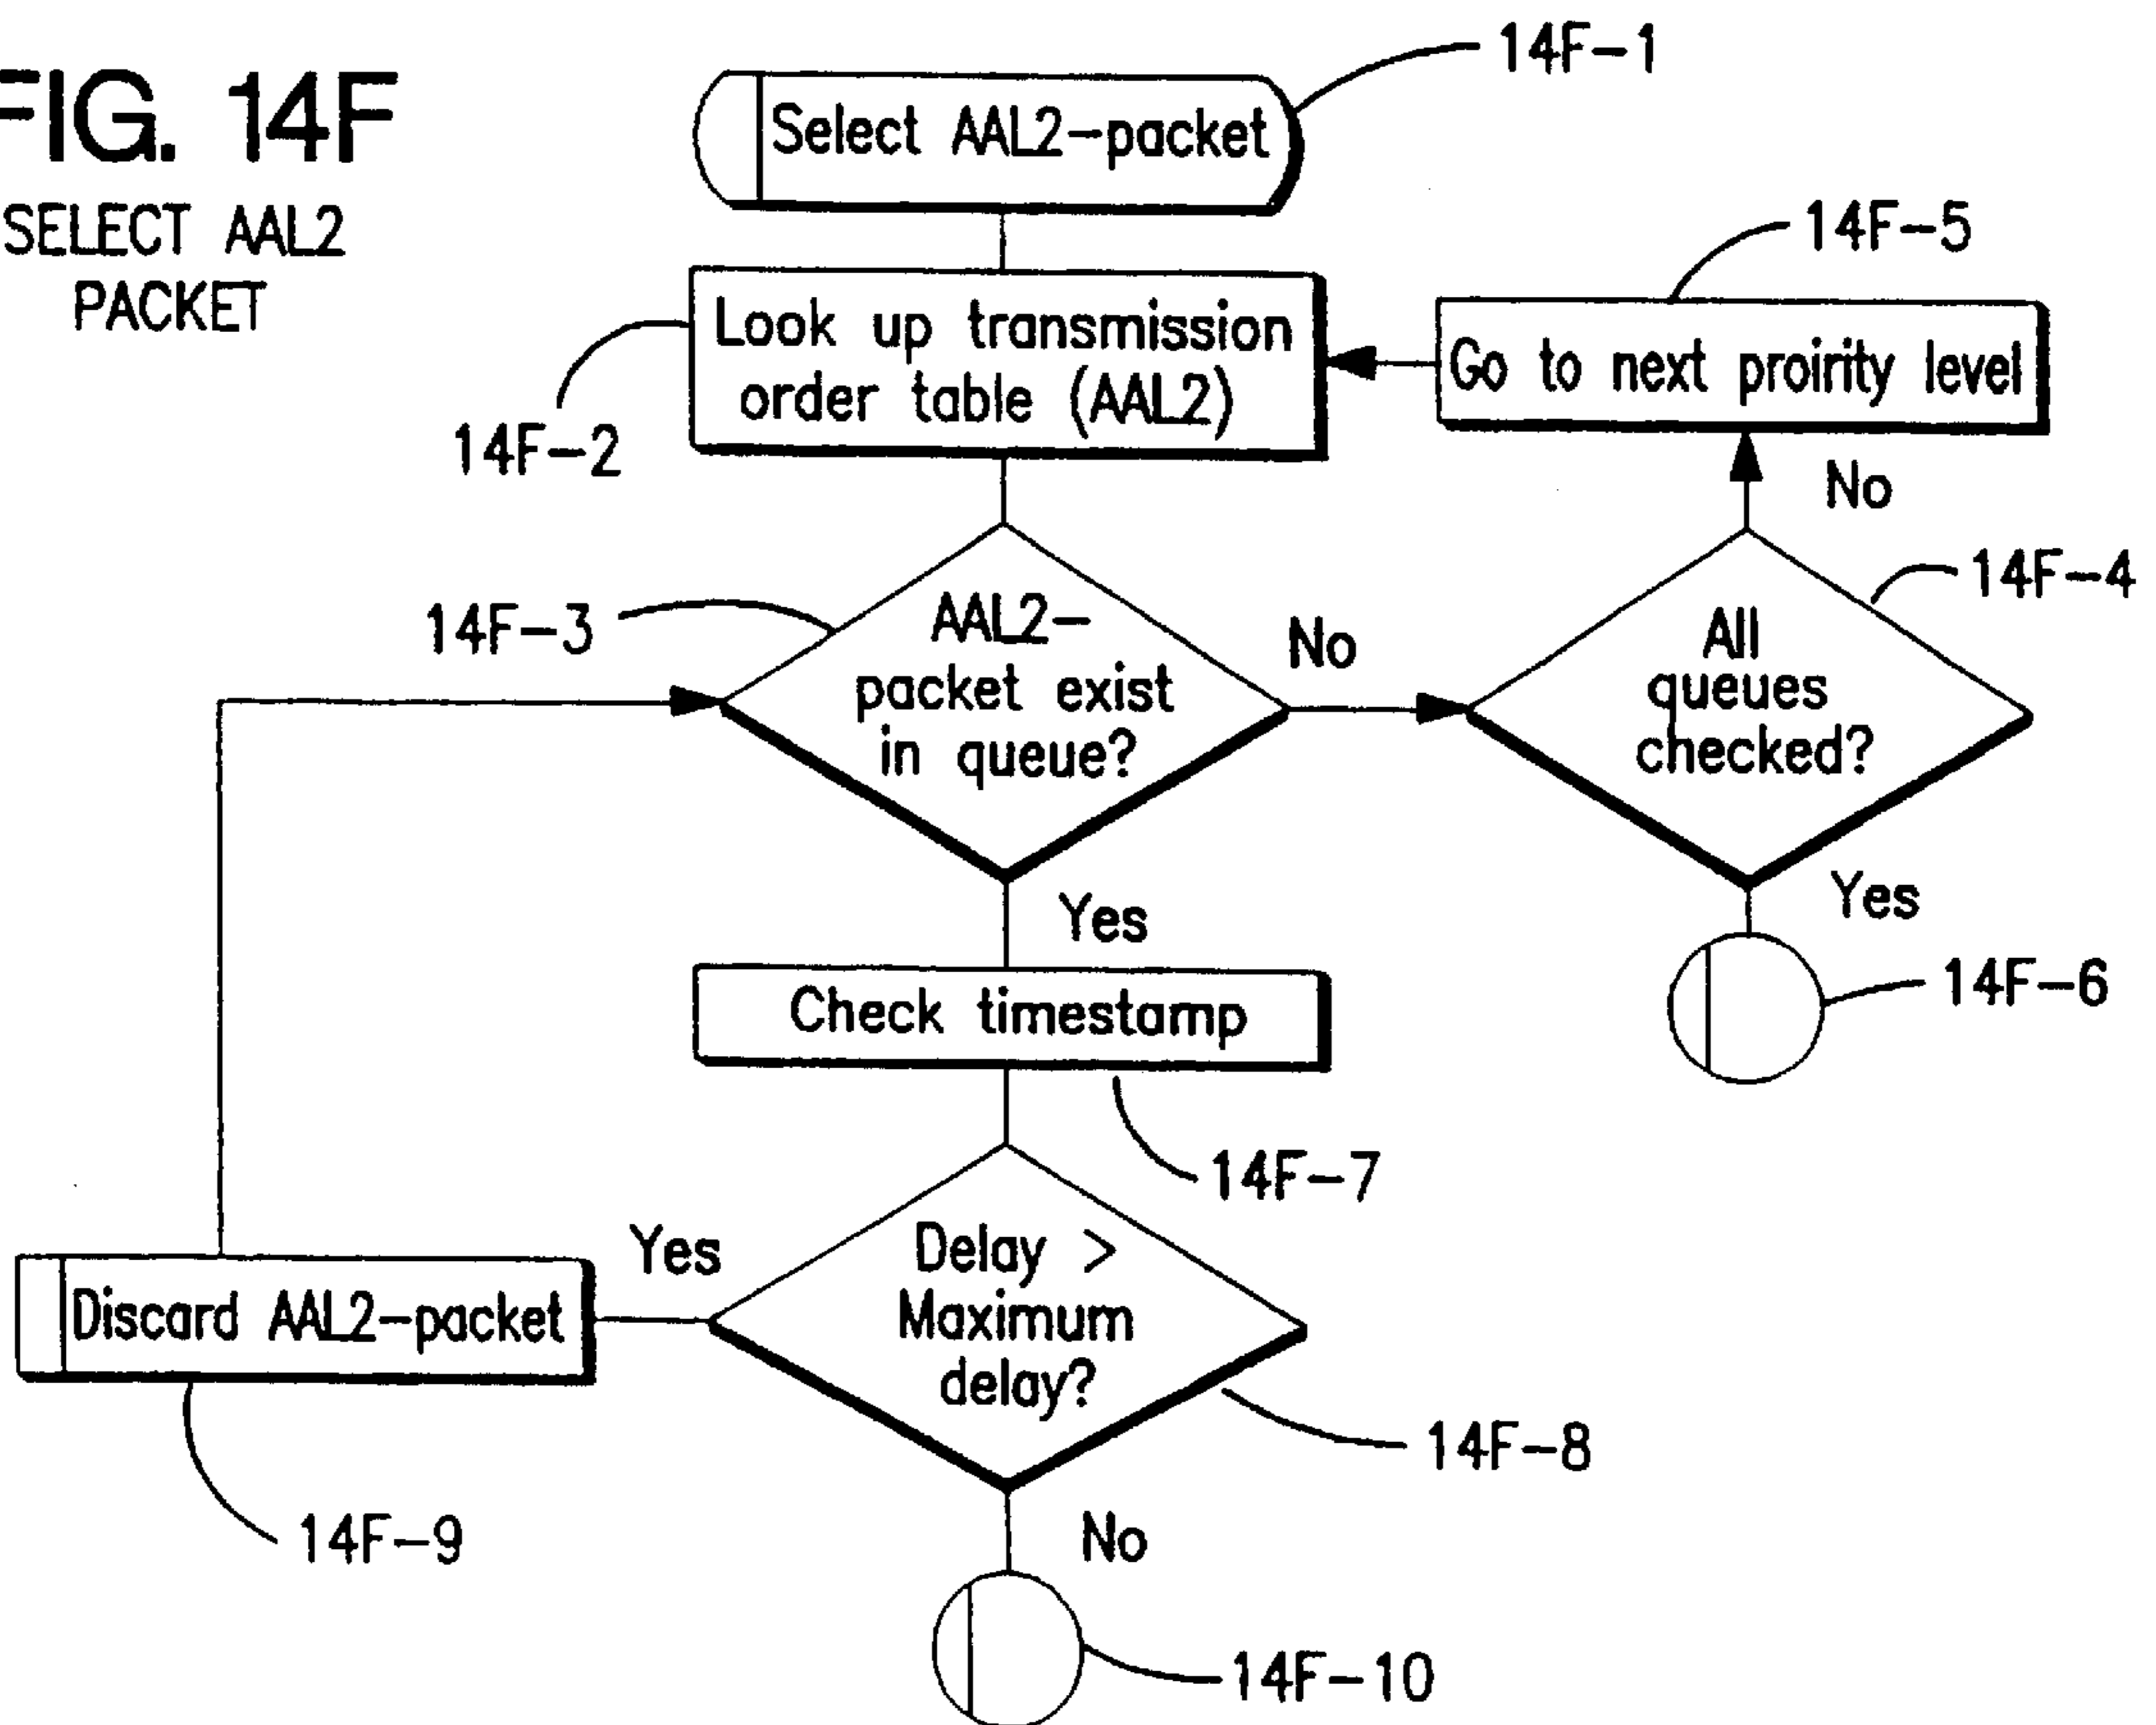 FIG. 14F
SELECT AAL2
PACKET
14F-1
Select AAL2-packet
14F-5
Look up transmission
order table (AAL2)
Go to next proirity level
14F-2
No
14F-4
14F-3
AAL2-
packet exist
in queue?
No
All
queues
checked?
Yes
Yes
14F-6
Check timestamp
14F-7
Yes
Delay >
Maximum
delay?
Discard AAL2-packet
14F-8
14F-9
No
14F-10